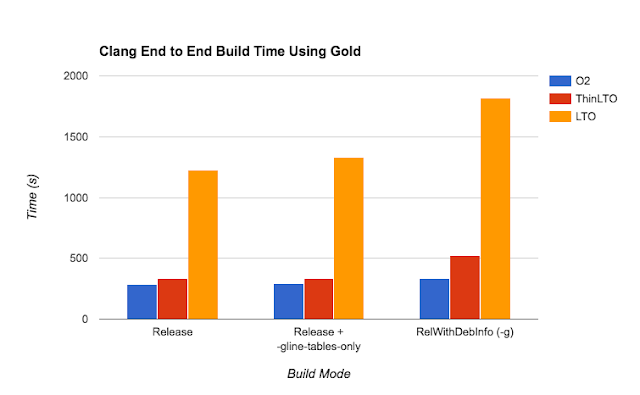 Clang End to End Build Time Using Gold
2000
1500
1000
500
0
Time (s)
O2
ThinLTO
LTO
Release
Release +
-gline-tables-only
RelWithDebInfo (-g)
Build Mode